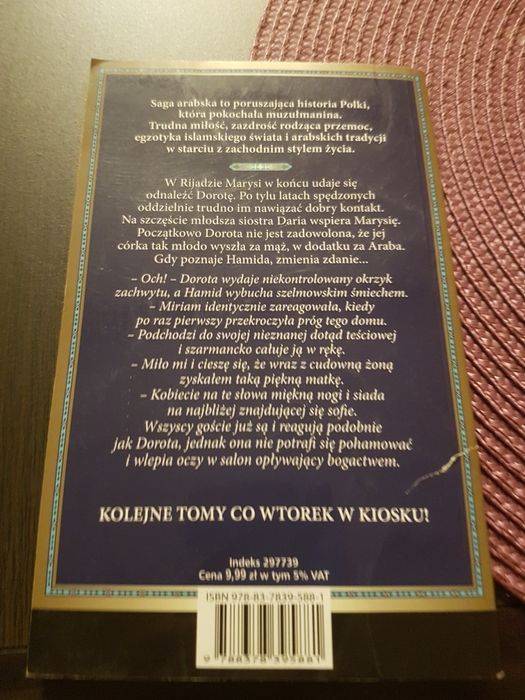 Saga arabska to poruszająca historia Polki,
która pokochała muzułmanina.
Trudna miłość, zazdrość rodząca przemoc,
egzotyka islamskiego świata i arabskich tradycji
w starciu z zachodnim stylem życia.
W Rijadzie Marysi w końcu udaje się
odnaleźć Dorotę. Po tylu latach spędzonych
oddzielnie trudno im nawiązać dobry kontakt.
Na szczęście młodsza siostra Daria wspiera Marysię.
Początkowo Dorota nie jest zadowolona, że jej
córka tak młodo wyszła za mąż, w dodatku za Araba.
Gdy poznaje Hamida, zmienia zdanie...
– Och! – Dorota wydaje niekontrolowany okrzyk
zachwytu, a Hamid wybucha szelmowskim śmiechem.
– Miriam identycznie zareagowała, kiedy
po raz pierwszy przekroczyła próg tego domu.
– Podchodzi do swojej nieznanej dotąd teściowej
i szarmancko całuje ją w rękę.
– Miło mi i cieszę się, że wraz z cudowną żoną
zyskałem taką piękną matkę.
– Kobiecie na te słowa miękną nogi i siada
na najbliżej znajdującej się sofie.
Wszyscy goście już są i reagują podobnie
jak Dorota, jednak ona nie potrafi się pohamować
i wlepia oczy w salon opływający bogactwem.
KOLEJNE TOMY CO WTOREK W KIOSKU!
Indeks 297739
Cena 9,99 zł w tym 5% VAT
ISBN 978-83-7839-588-1
9 788378 395881